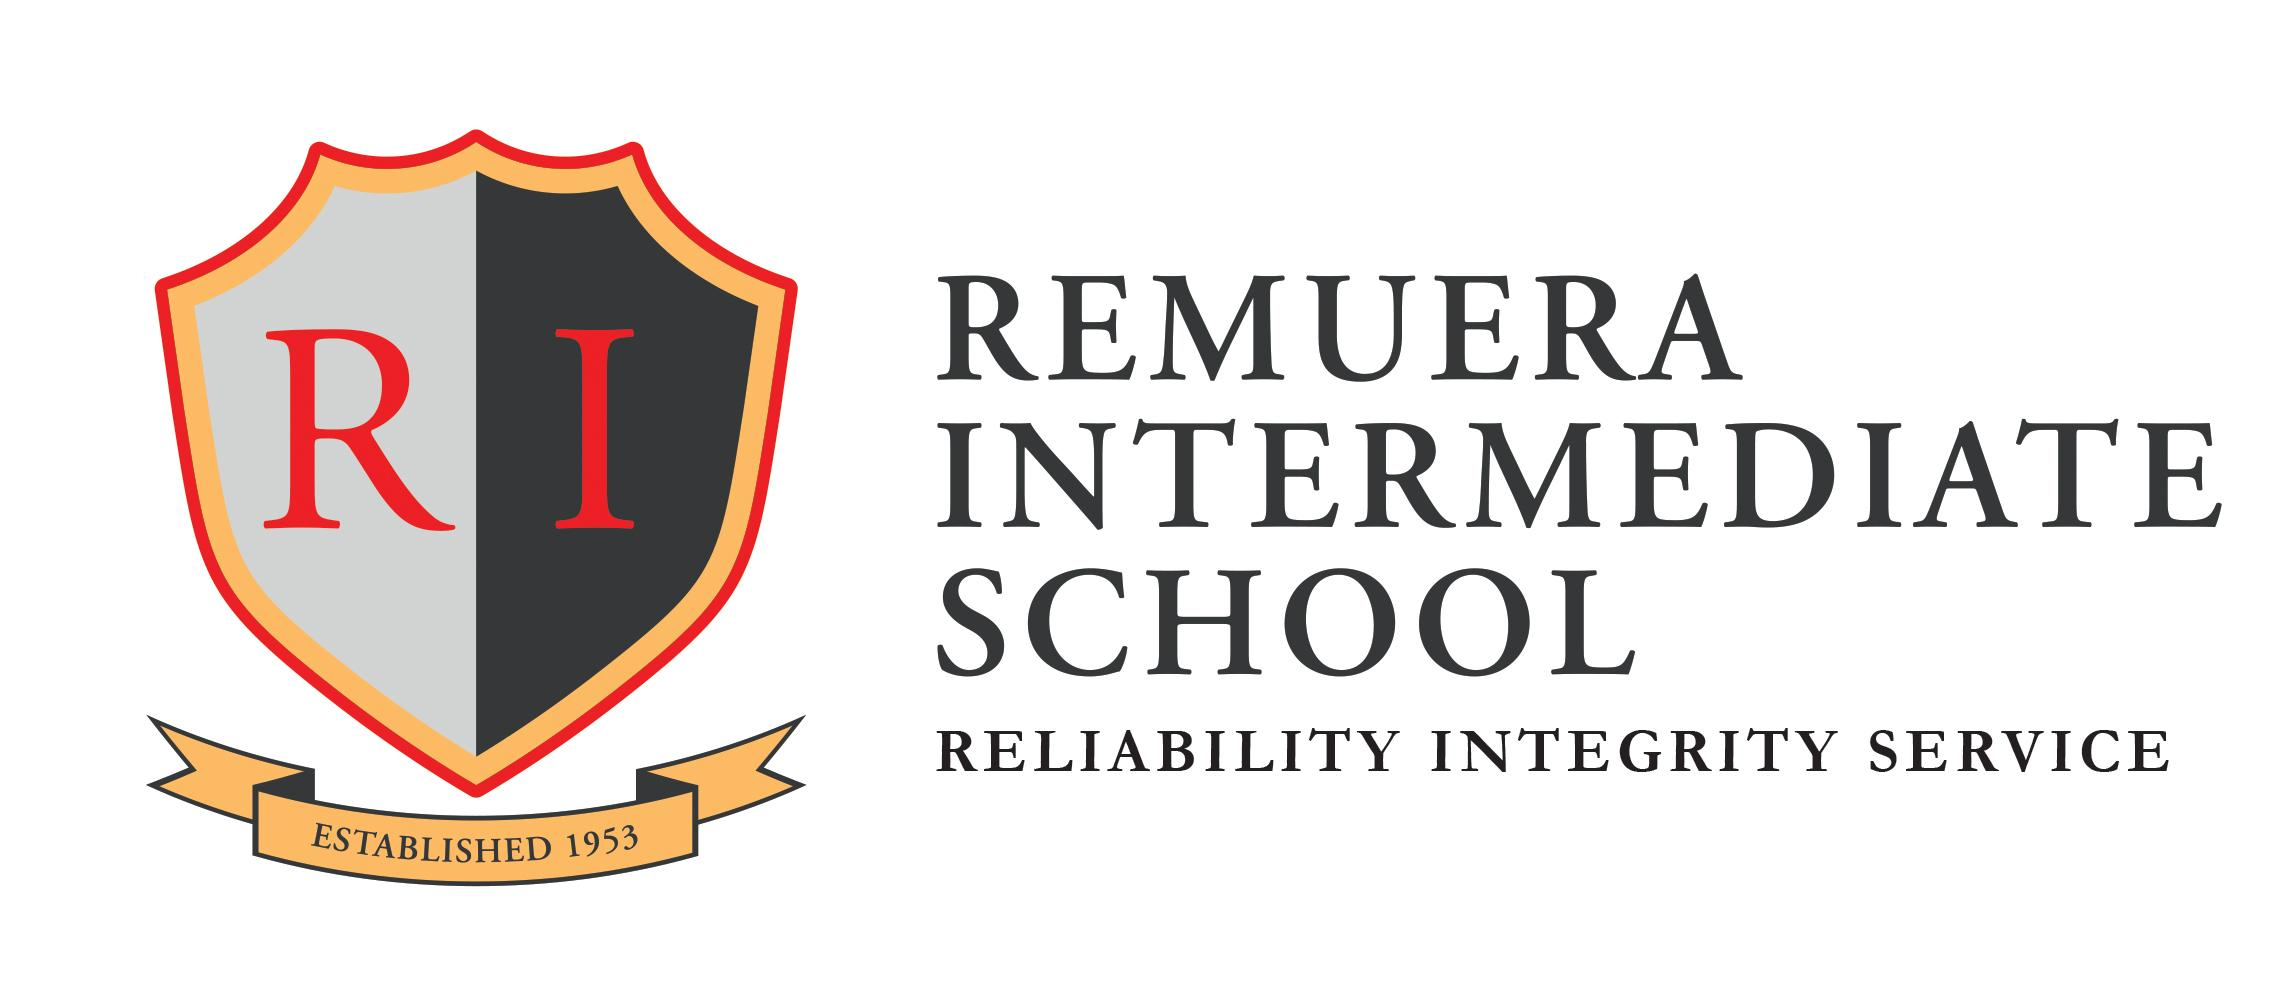 R I
ESTABLISHED 1953
REMUERA
INTERMEDIATE
SCHOOL
RELIABILITY INTEGRITY SERVICE